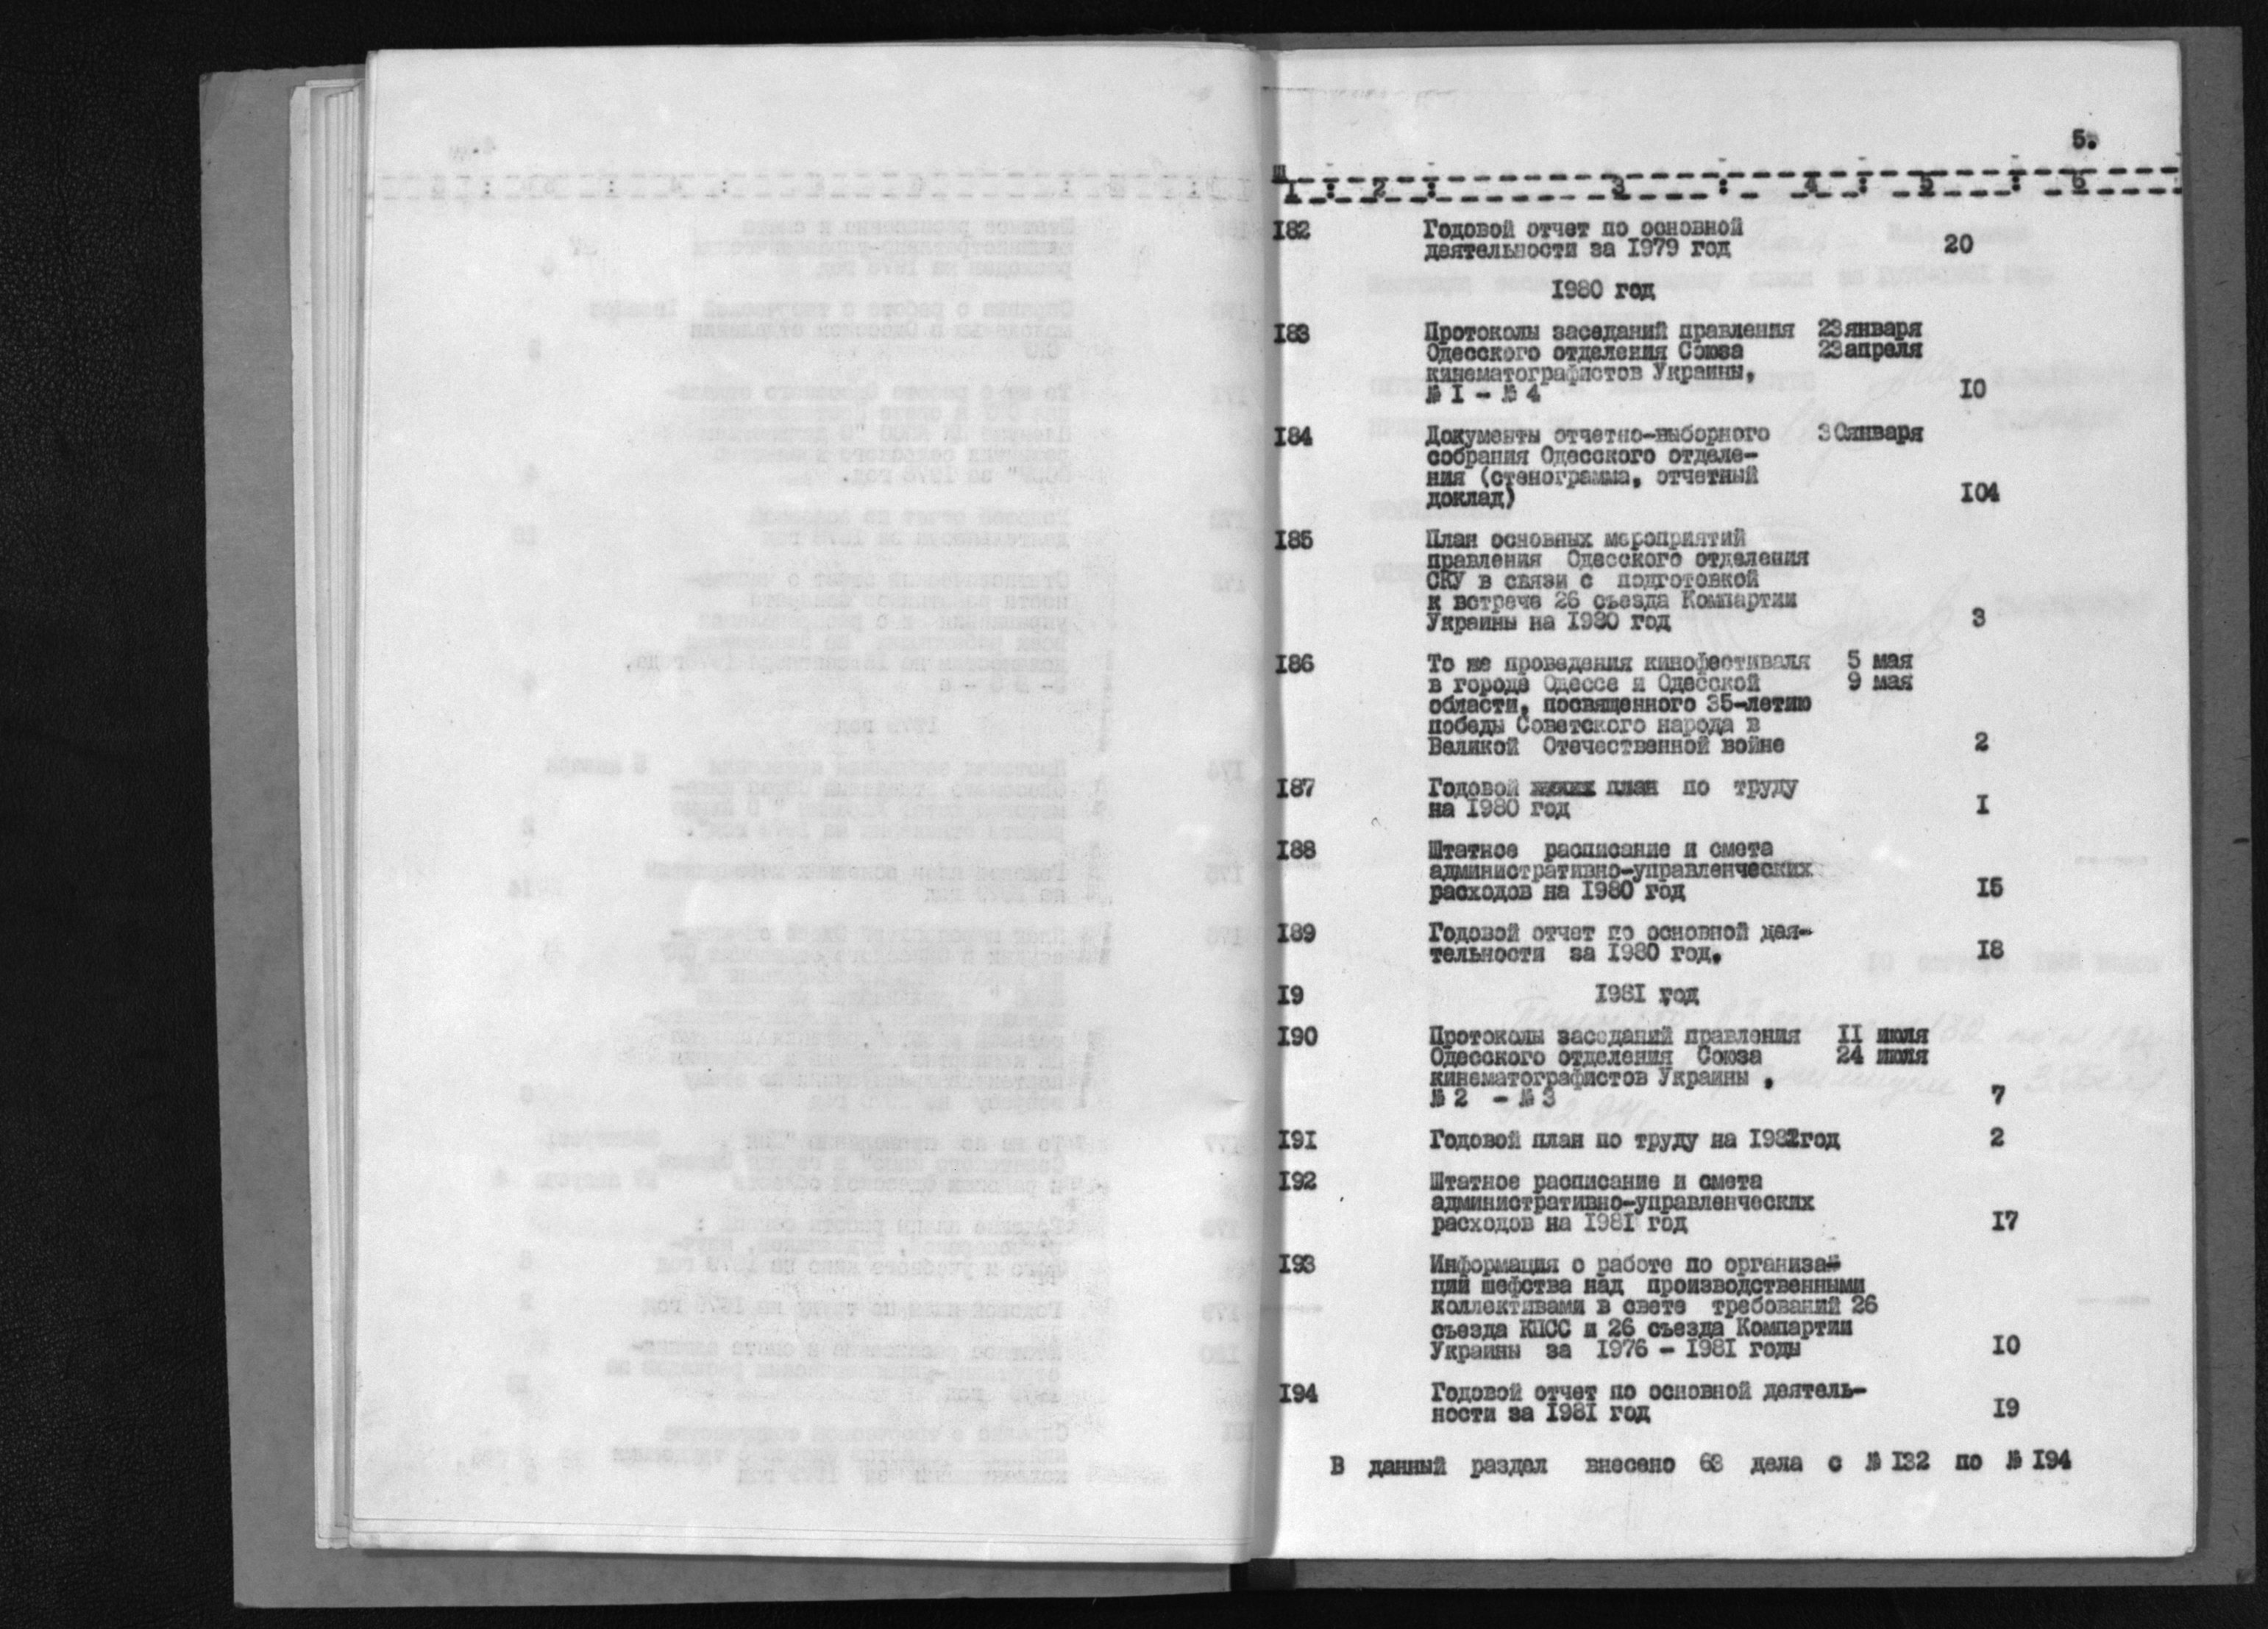 5.
1 : 2 : 3 : 4 : 5 : 6
I82 Годовой отчет по основной
деятельности за I979 год 20
I980 год
I83 Протоколы заседаний правления 23января
Одесского отделения Союза 23апреля
кинематографистов Украины,
№ I - № 4 I0
I84 Документы отчетно-выборного 30января
собрания Одесского отделе-
ния (стенограмма, отчетный
доклад) I04
I85 План основных мероприятий
правления Одесского отделения
СКУ в связи с подготовкой
к встрече 26 съезда Компартии
Украины на I980 год 3
I86 То же проведения кинофестиваля 5 мая
в городе Одессе и Одесской 9 мая
области, посвященного 35-летию
победы Советского народа в
Великой Отечественной войне 2
I87 Годовой план по труду
на I980 год I
I88 Штатное расписание и смета
административно-управленческих
расходов на I980 год I5
I89 Годовой отчет по основной дея-
тельности за I980 год. I8
I9 I98I год
I90 Протоколы заседаний правления II июля
Одесского отделения Союза 24 июля
кинематографистов Украины ,
№ 2 - № 3 7
I9I Годовой план по труду на год 2
I92 Штатное расписание и смета
административно-управленческих
расходов на I98I год I7
I93 Информация о работе по организа-
ции шефства над производственными
коллективами в свете требований 26
съезда КПСС и 26 съезда Компартии
Украины за I976 - I98I годы I0
I94 Годовой отчет по основной деятель-
ности за I98I год I9
В данный раздел внесено 63 дела с № I32 по № I94